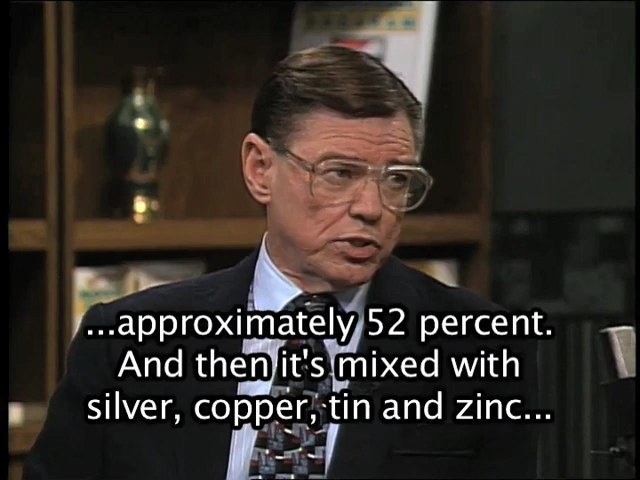 ...approximately 52 percent.
And then it's mixed with
silver, copper, tin and zinc...